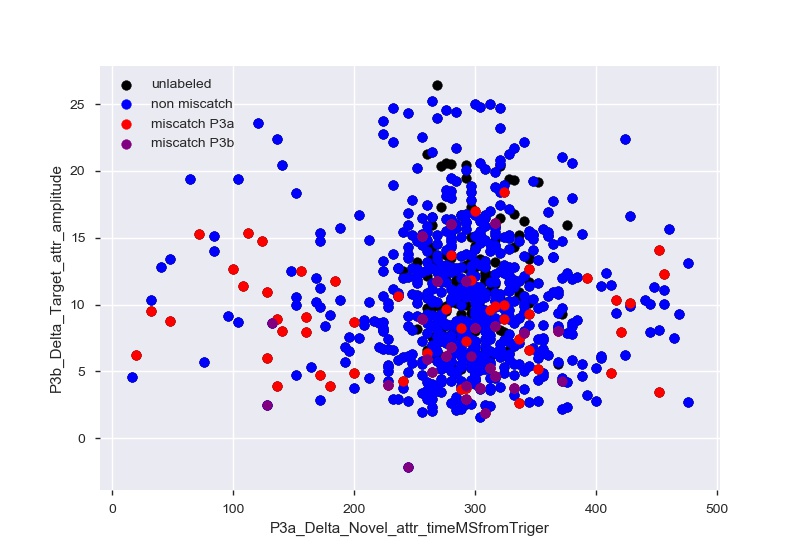 unlabeled
non miscatch
miscatch P3a
miscatch P3b
P3b_Delta_Target_attr_amplitude
25
20
15
10
5
0
0 100 200 300 400 500
P3a_Delta_Novel_attr_timeMSfromTriger